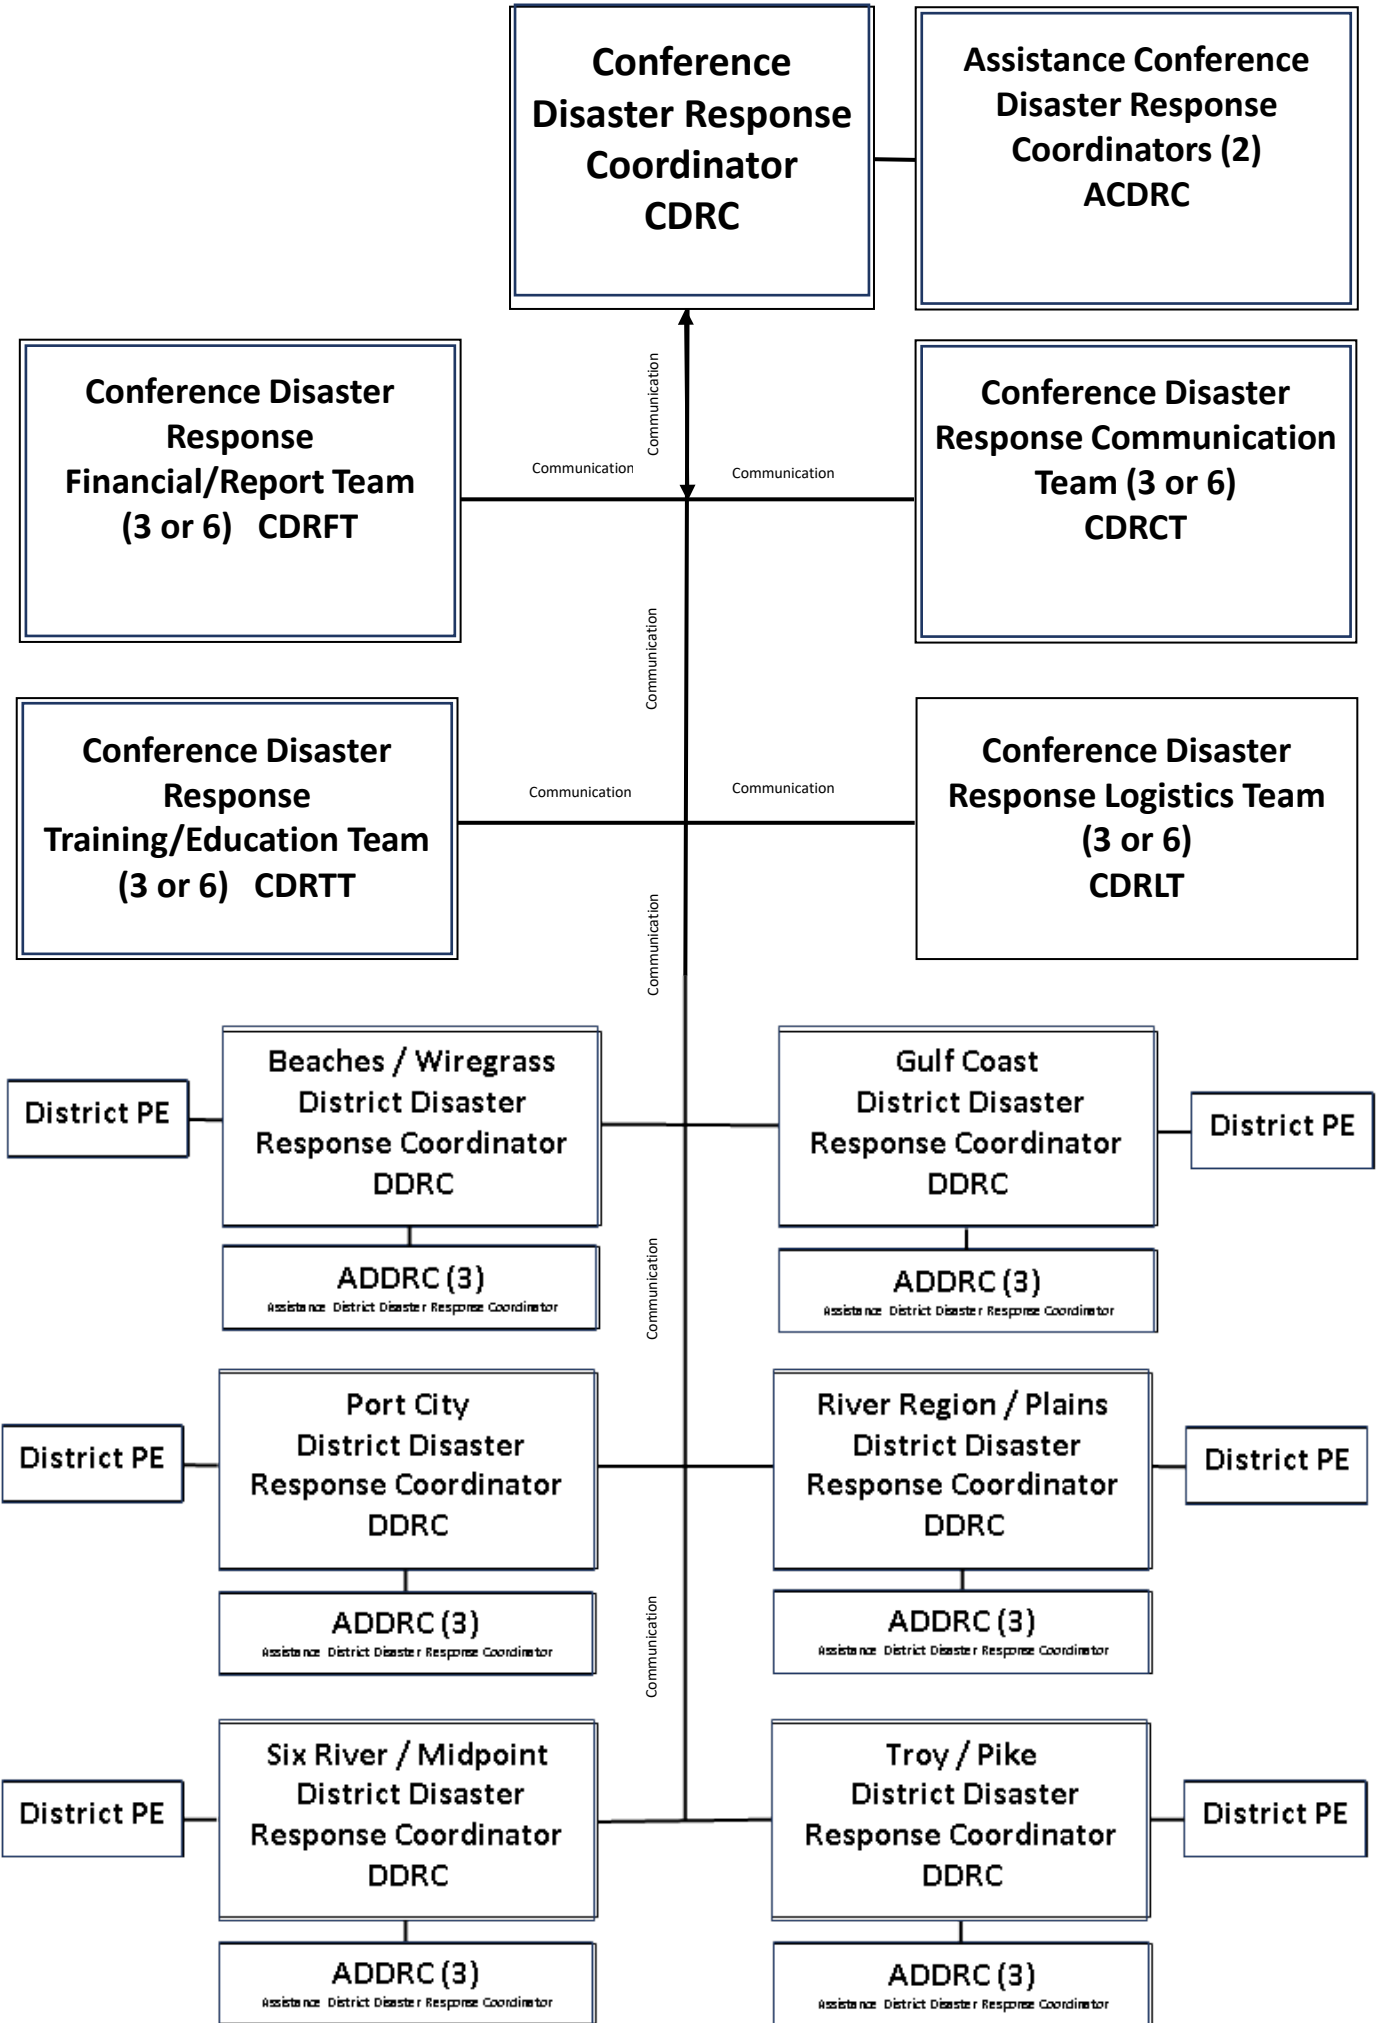 Conference
Disaster Response
Coordinator
CDRC
Assistance Conference
Disaster Response
Coordinators (2)
ACDRC
Communication
Conference Disaster
Response
Financial/Report Team
(3 or 6) CDRFT
Communication
Communication
Conference Disaster
Response Communication
Team (3 or 6)
CDRCT
Communication
Conference Disaster
Response
Training/Education Team
(3 or 6) CDRTT
Communication
Communication
Conference Disaster
Response Logistics Team
(3 or 6)
CDRLT
Communication
District PE
Beaches / Wiregrass
District Disaster
Response Coordinator
DDRC
Gulf Coast
District Disaster
Response Coordinator
DDRC
District PE
ADDRC (3)
Assistance District Disaster Response Coordinator
Communication
ADDRC (3)
Assistance District Disaster Response Coordinator
District PE
Port City
District Disaster
Response Coordinator
DDRC
River Region / Plains
District Disaster
Response Coordinator
DDRC
District PE
ADDRC (3)
Assistance District Disaster Response Coordinator
Communication
ADDRC (3)
Assistance District Disaster Response Coordinator
District PE
Six River / Midpoint
District Disaster
Response Coordinator
DDRC
Troy / Pike
District Disaster
Response Coordinator
DDRC
District PE
ADDRC (3)
Assistance District Disaster Response Coordinator
ADDRC (3)
Assistance District Disaster Response Coordinator